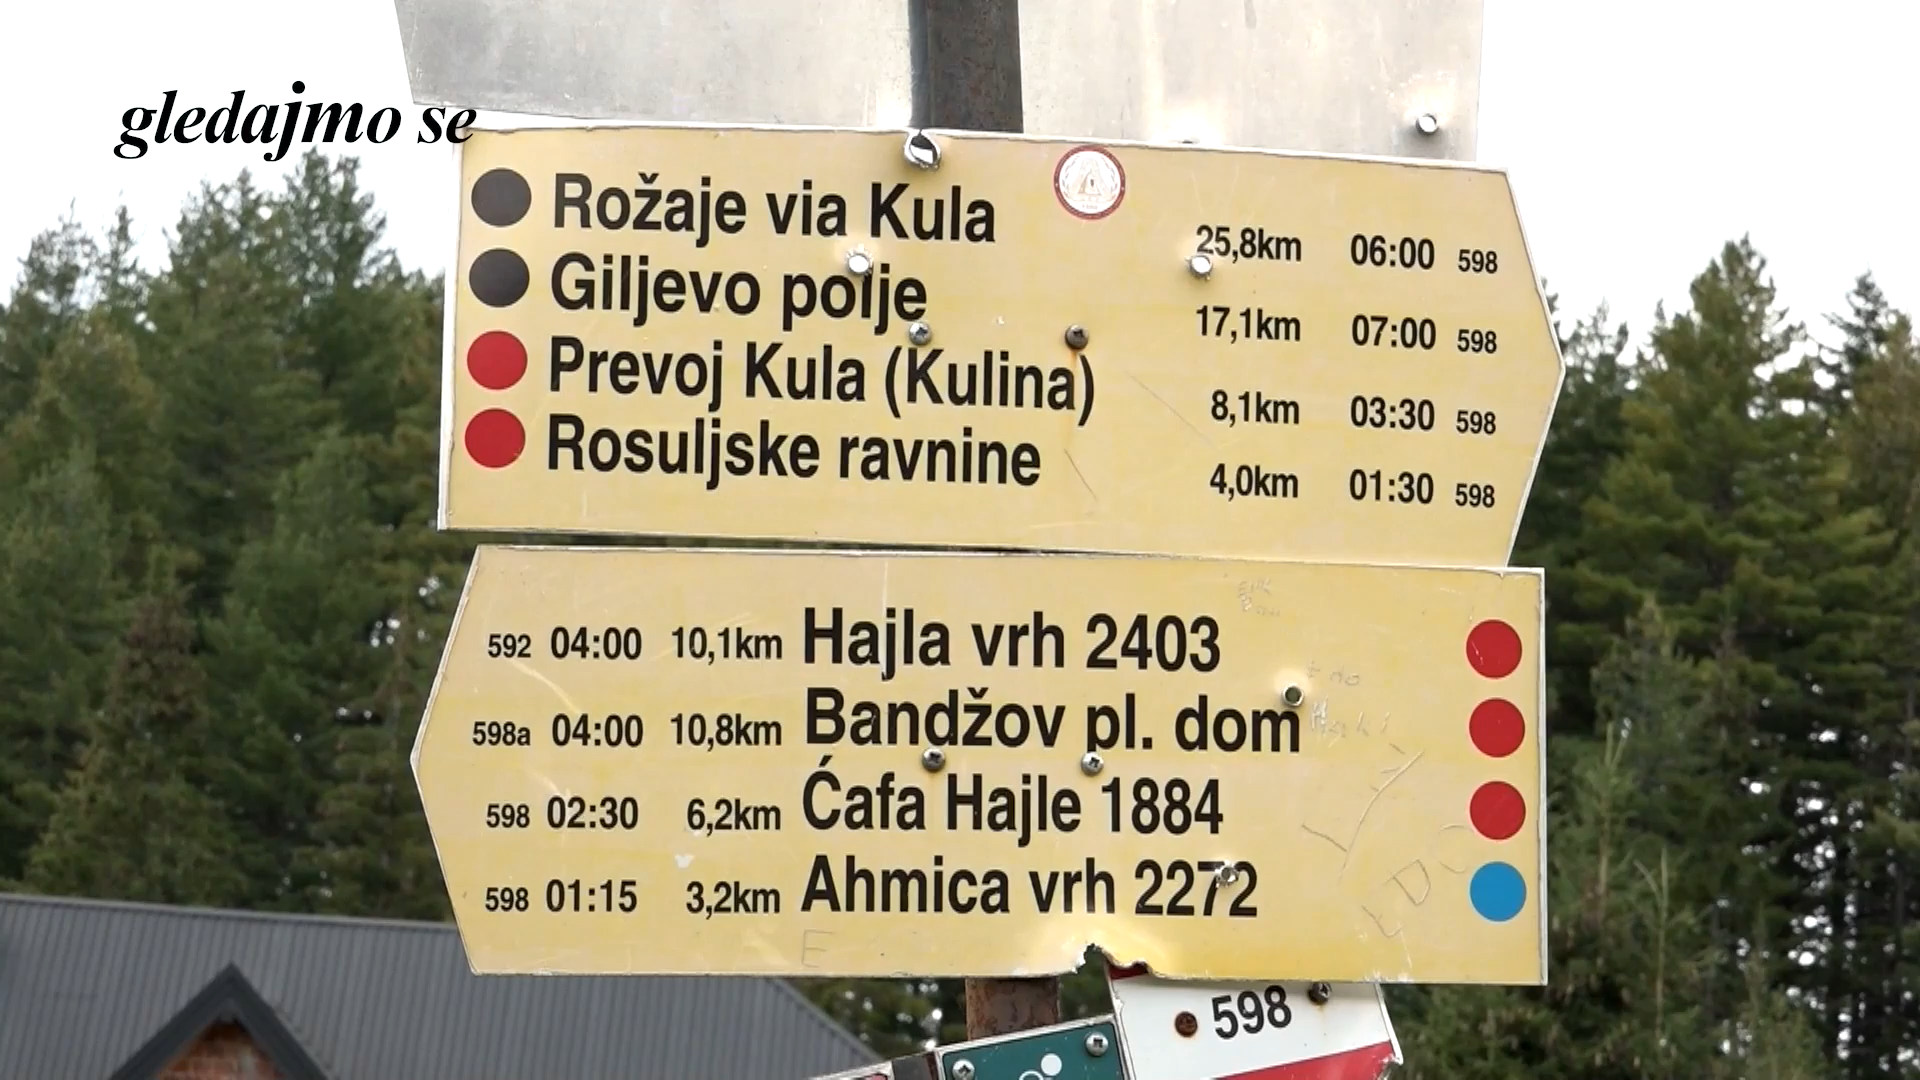 gledajmo se
Rožaje via Kula 25,8km 06:00 598
Giljevo polje 17,1km 07:00 598
Prevoj Kula (Kulina) 8,1km 03:30 598
Rosuljske ravnine 4,0km 01:30 598
592 04:00 10,1km Hajla vrh 2403
598a 04:00 10,8km Bandžov pl. dom
598 02:30 6,2km Ćafa Hajle 1884
598 01:15 3,2km Ahmica vrh 2272
598